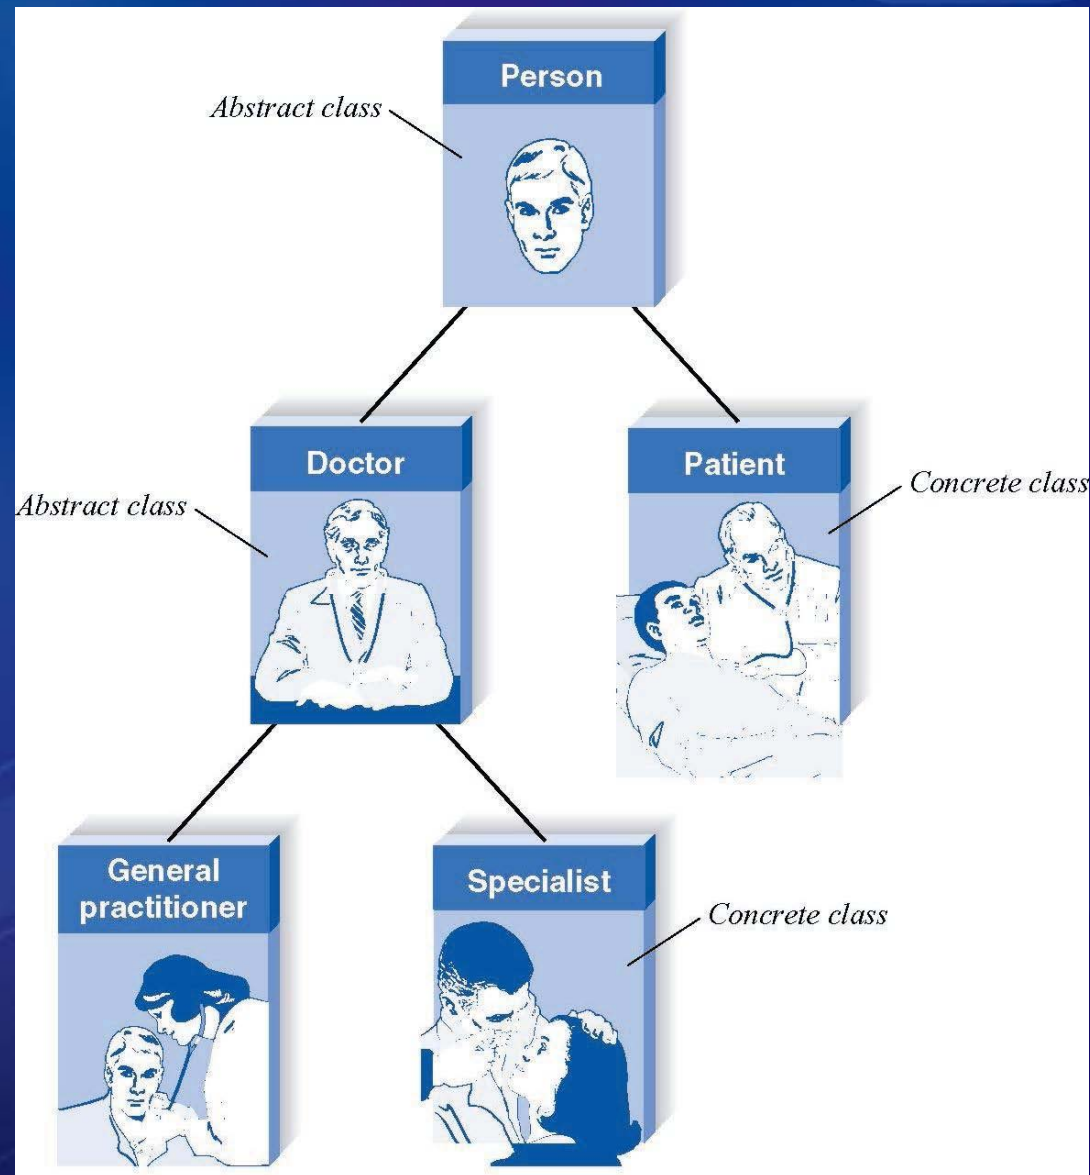 Person
Abstract class
Doctor
Patient
Abstract class
Concrete class
General
practitioner
Specialist
Concrete class